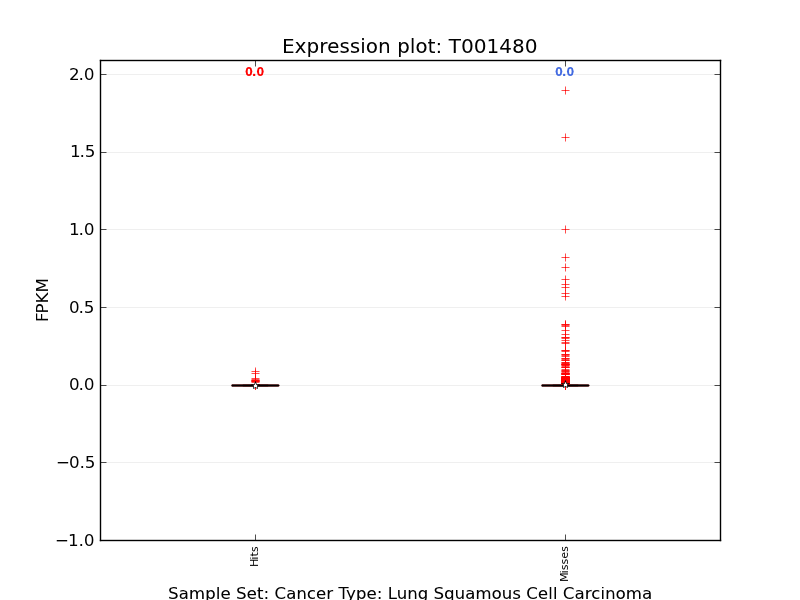 Expression plot: T001480
2.0
1.5
1.0
0.5
0.0
−0.5
−1.0
FPKM
0.0
0.0
Hits
Misses
Sample Set: Cancer Type: Lung Squamous Cell Carcinoma